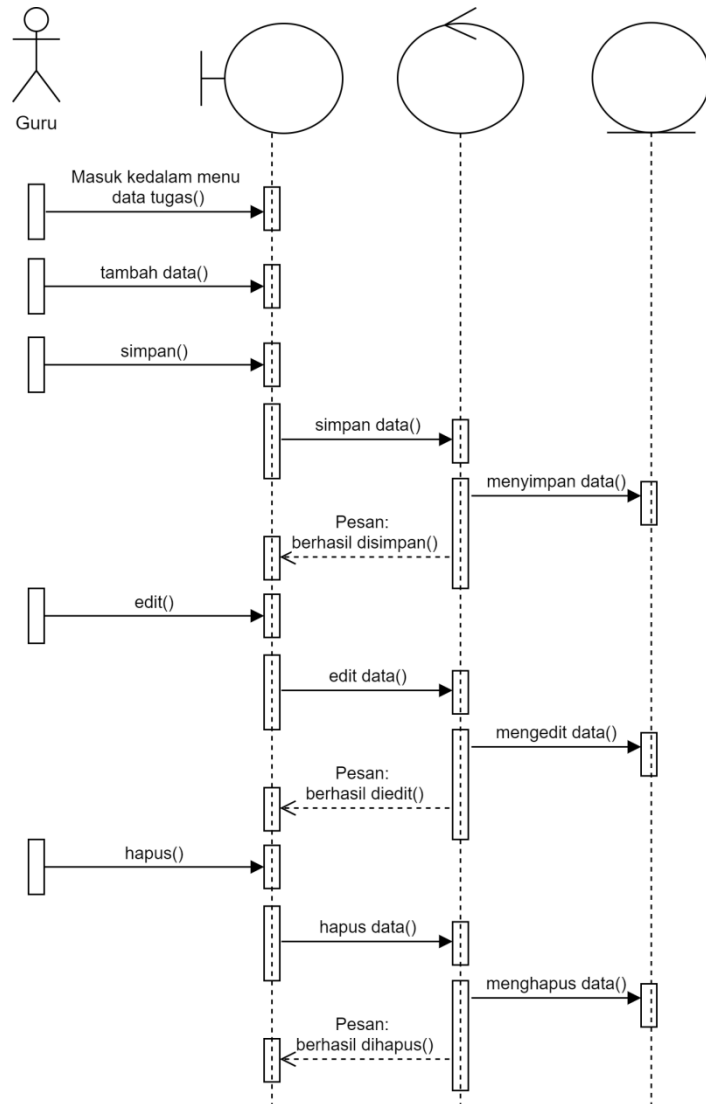 Guru
Masuk kedalam menu
data tugas()
tambah data()
simpan()
simpan data()
menyimpan data()
Pesan:
berhasil disimpan()
edit()
edit data()
mengedit data()
Pesan:
berhasil diedit()
hapus()
hapus data()
menghapus data()
Pesan:
berhasil dihapus()